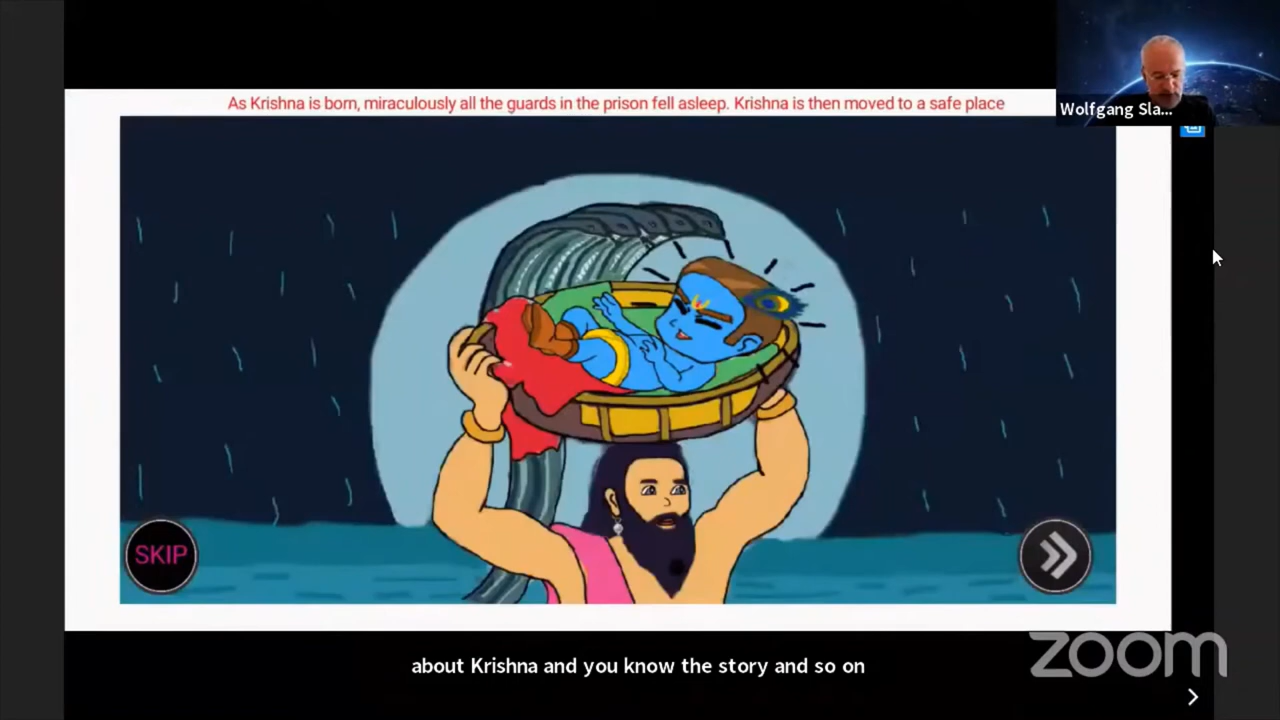 As Krishna is born, miraculously all the guards in the prison fell asleep. Krishna is then moved to a safe place
Wolfgang Sla...
SKIP
zoom
about Krishna and you know the story and so on